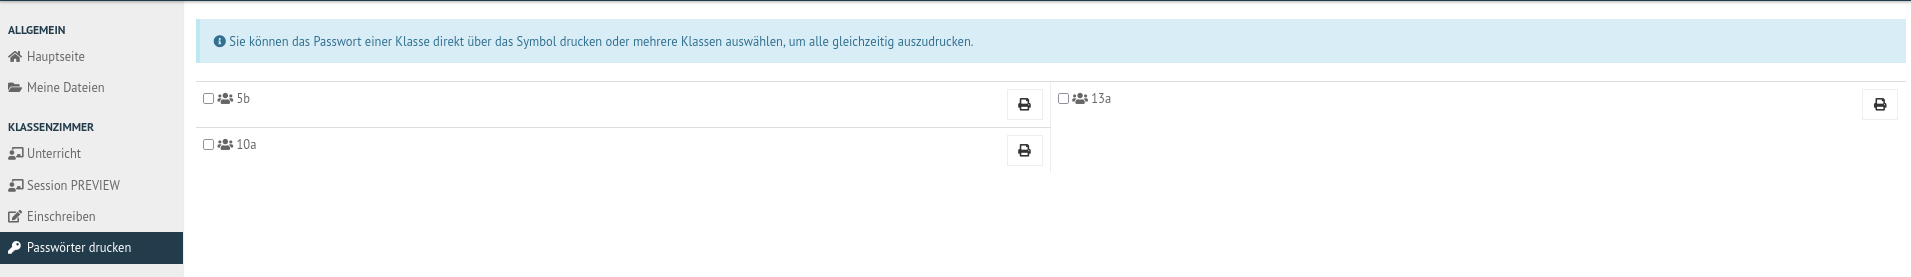 ALLGEMEIN
Hauptseite
Meine Dateien
KLASSENZIMMER
Unterricht
Session PREVIEW
Einschreiben
Passwörter drucken
Sie können das Passwort einer Klasse direkt über das Symbol drucken oder mehrere Klassen auswählen, um alle gleichzeitig auszudrucken.
5b
10a
13a